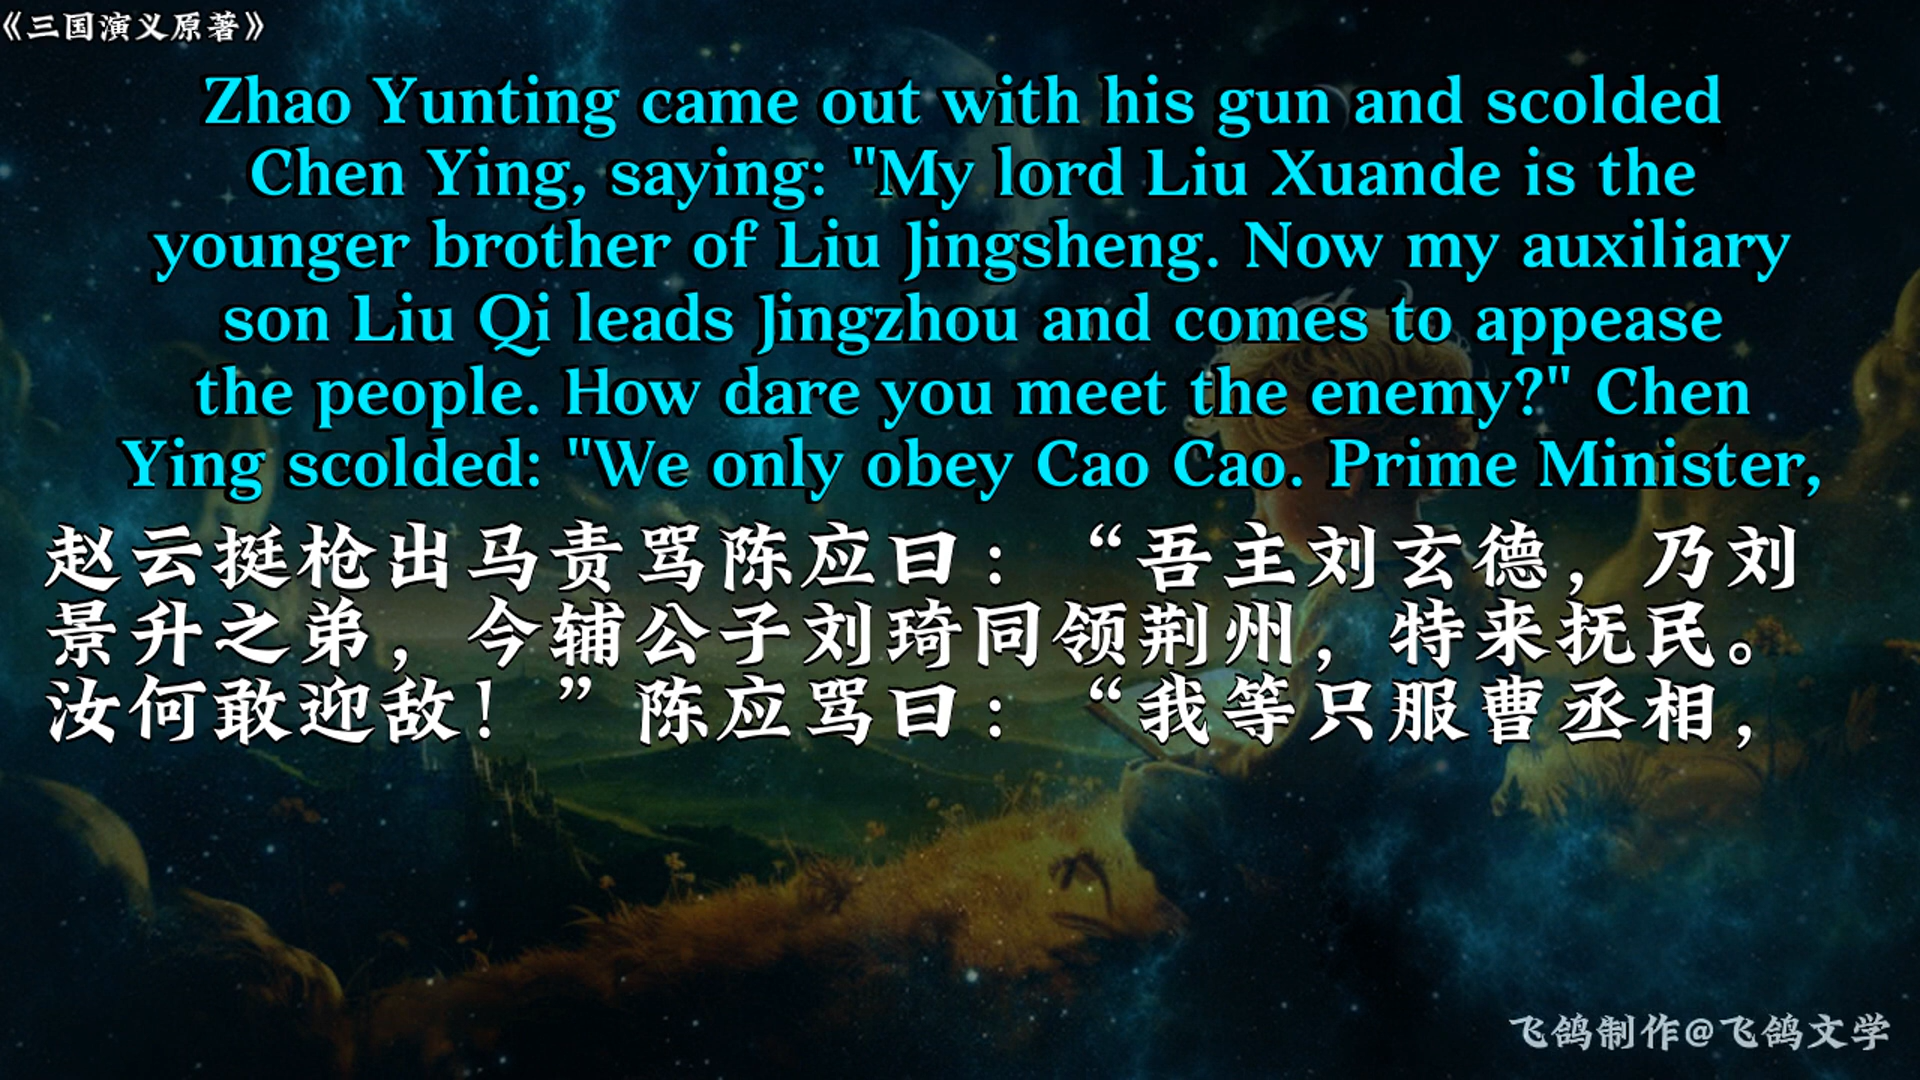 《三国演义原著》
Zhao Yunting came out with his gun and scolded
Chen Ying, saying: "My lord Liu Xuande is the
younger brother of Liu Jingsheng. Now my auxiliary
son Liu Qi leads Jingzhou and comes to appease
the people. How dare you meet the enemy?" Chen
Ying scolded: "We only obey Cao Cao. Prime Minister,
赵云挺枪出马责骂陈应曰：“吾主刘玄德，乃刘
景升之弟，今辅公子刘琦同领荆州，特来抚民。
汝何敢迎敌！”陈应骂曰：“我等只服曹丞相，
飞鸽制作@飞鸽文学